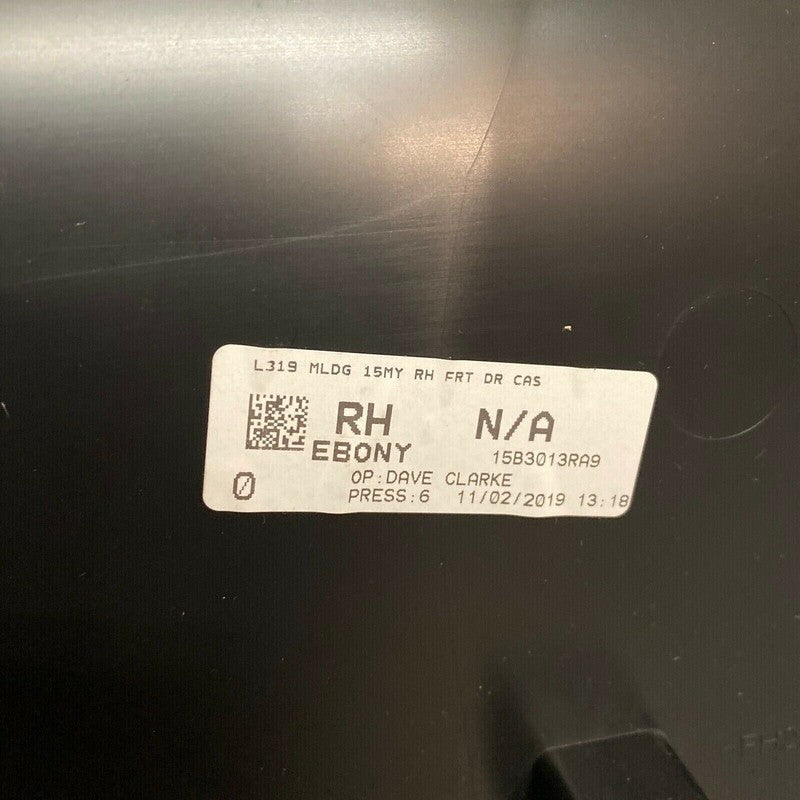 L319 MLDG 15MY RH FRT DR CAS
RH N/A
EBONY 15B3013RA9
OP:DAVE CLARKE
0 PRESS:6 11/02/2019 13:18